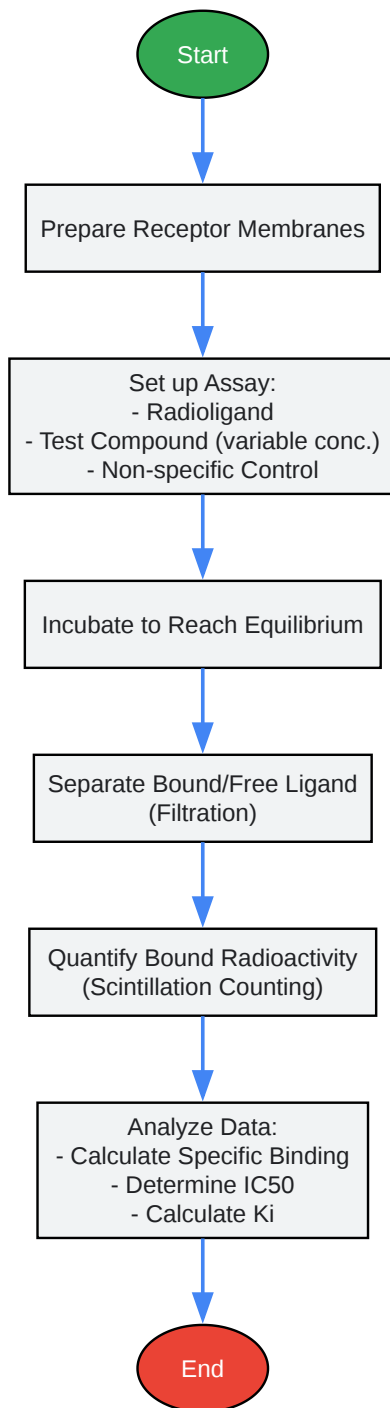 Start
Prepare Receptor Membranes
Set up Assay:
- Radioligand
- Test Compound (variable conc.)
- Non-specific Control
Incubate to Reach Equilibrium
Separate Bound/Free Ligand
(Filtration)
Quantify Bound Radioactivity
(Scintillation Counting)
Analyze Data:
- Calculate Specific Binding
- Determine IC50
- Calculate Ki
End